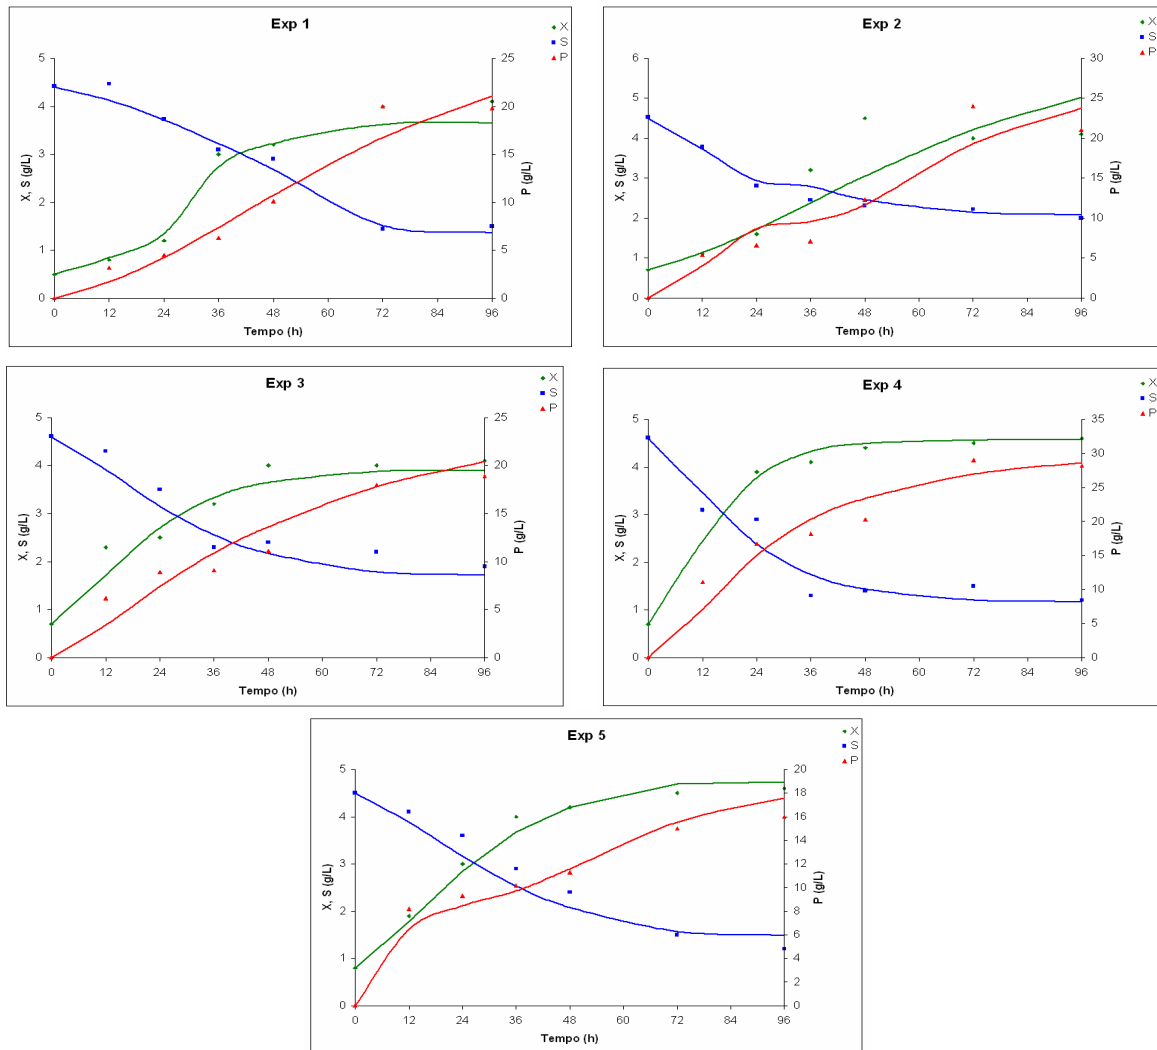 Exp 1
X
S
P
X, S (g/L)
5
4
3
2
1
0
25
20
15
10
5
0
P (g/L)
0 12 24 36 48 60 72 84 96
Tempo (h)
Exp 2
X
S
P
X, S (g/L)
6
5
4
3
2
1
0
30
25
20
15
10
5
0
P (g/L)
0 12 24 36 48 60 72 84 96
Tempo (h)
Exp 3
X
S
P
X, S (g/L)
5
4
3
2
1
0
25
20
15
10
5
0
P (g/L)
0 12 24 36 48 60 72 84 96
Tempo (h)
Exp 4
X
S
P
X, S (g/L)
5
4
3
2
1
0
35
30
25
20
15
10
5
0
P (g/L)
0 12 24 36 48 60 72 84 96
Tempo (h)
Exp 5
X
S
P
X, S (g/L)
5
4
3
2
1
0
20
18
16
14
12
10
8
6
4
2
0
P (g/L)
0 12 24 36 48 60 72 84 96
Tempo (h)